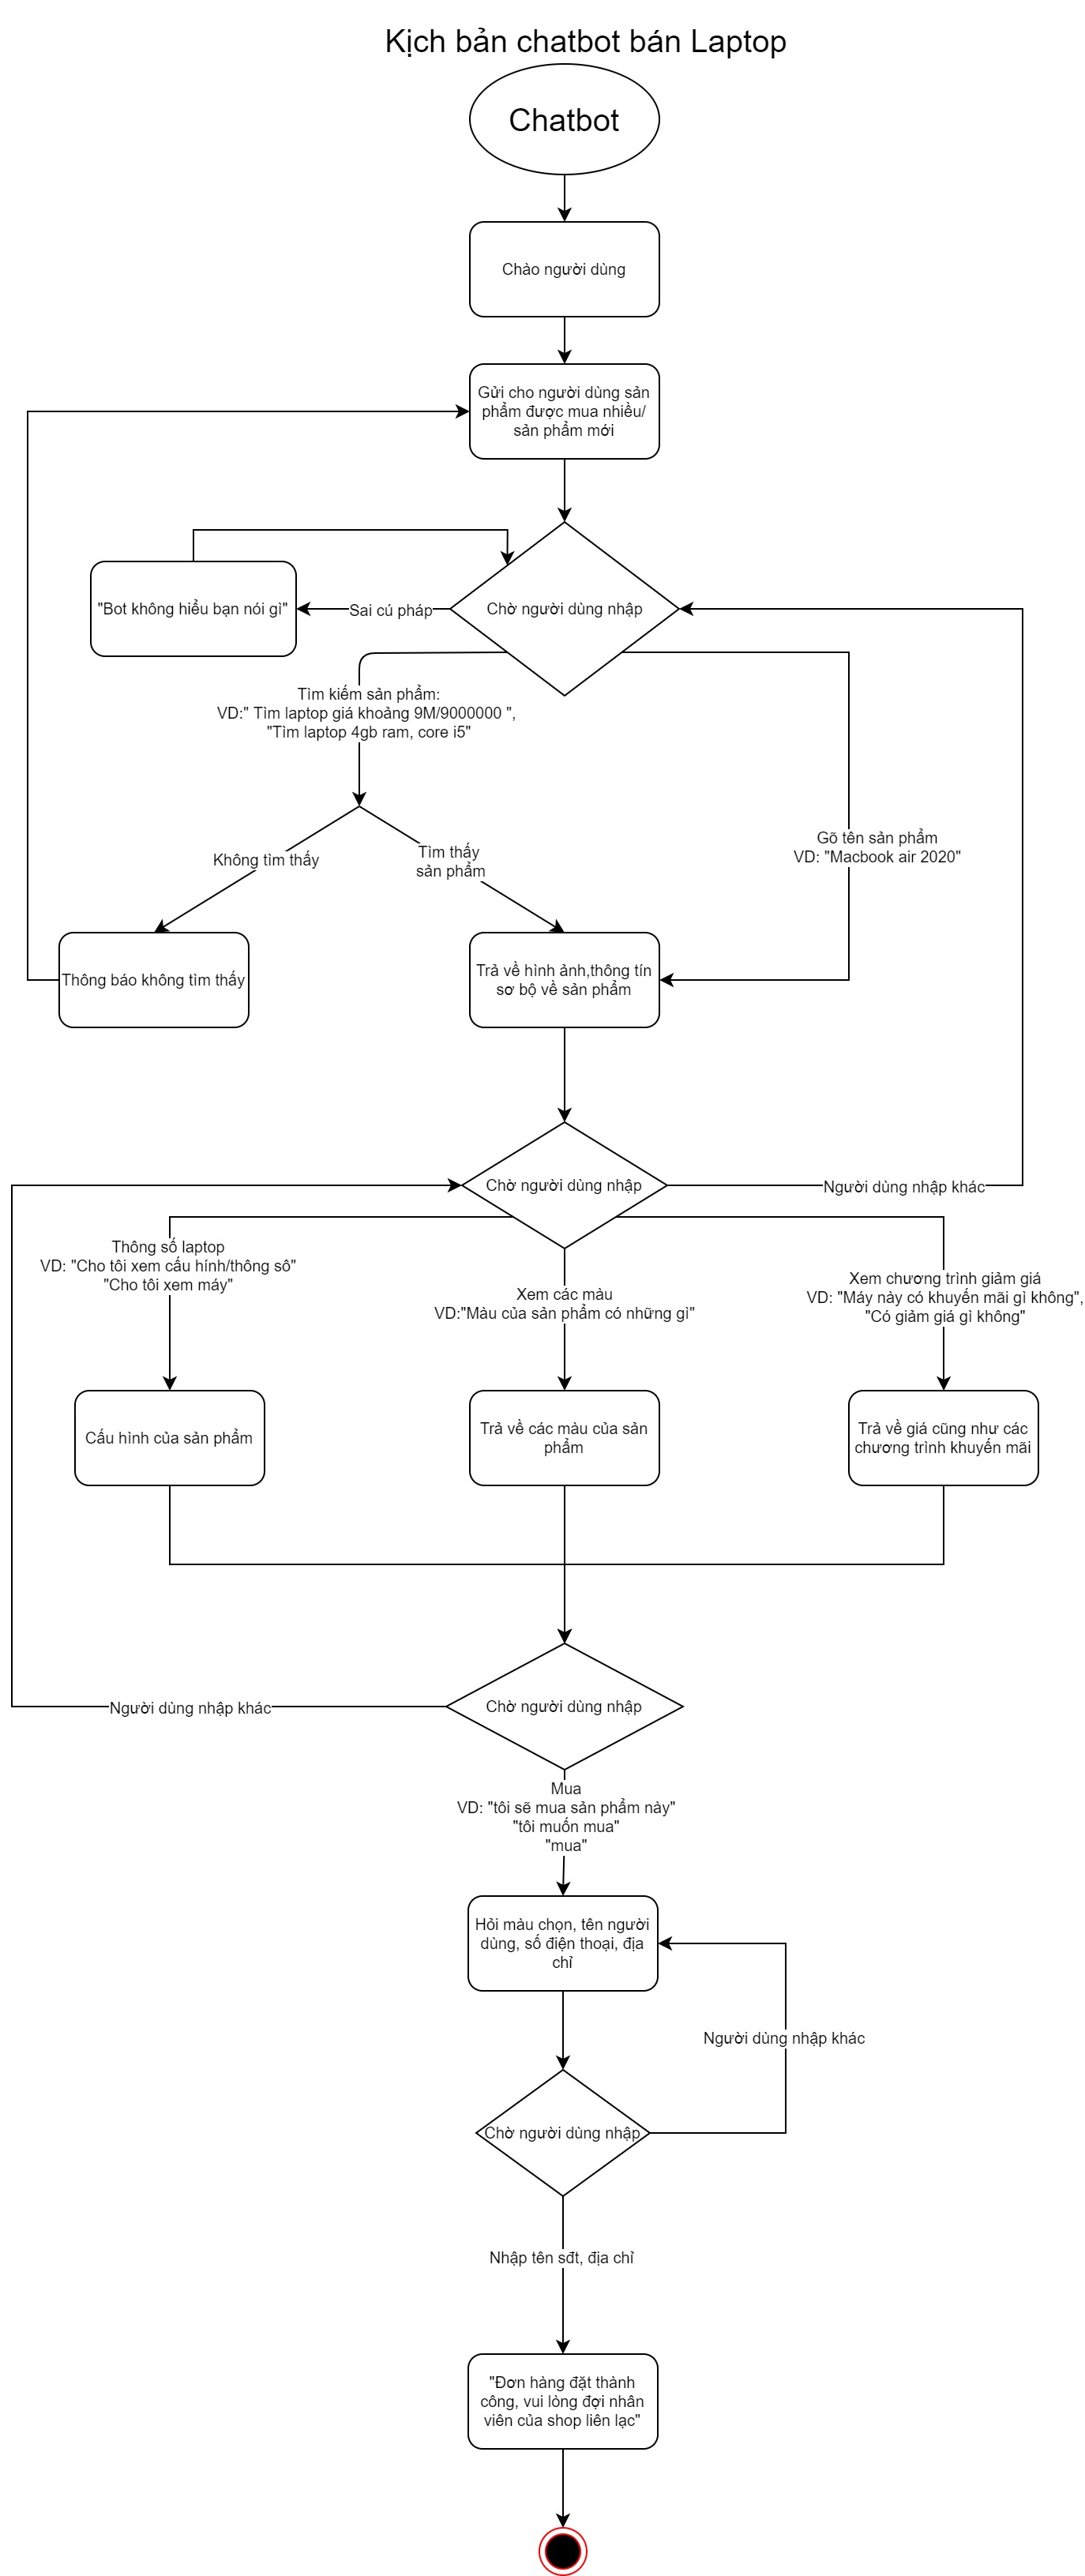 Kịch bản chatbot bán Laptop
Chatbot
Chào người dùng
Gửi cho người dùng sản
phẩm được mua nhiều/
sản phẩm mới
"Bot không hiểu bạn nói gì"
Sai cú pháp
Chờ người dùng nhập
Tìm kiếm sản phẩm:
VD:" Tìm laptop giá khoảng 9M/9000000 ",
"Tìm laptop 4gb ram, core i5"
Gõ tên sản phẩm
VD: "Macbook air 2020"
Không tìm thấy
Tìm thấy
sản phẩm
Thông báo không tìm thấy
Trả về hình ảnh,thông tín
sơ bộ về sản phẩm
Chờ người dùng nhập
Người dùng nhập khác
Thông số laptop
VD: "Cho tôi xem cấu hính/thông sô"
"Cho tôi xem máy"
Xem các màu
VD:"Màu của sản phẩm có những gì"
Xem chương trình giảm giá
VD: "Máy này có khuyến mãi gì không",
"Có giảm giá gì không"
Cấu hình của sản phẩm
Trả về các màu của sản
phẩm
Trả về giá cũng như các
chương trình khuyến mãi
Người dùng nhập khác
Chờ người dùng nhập
Mua
VD: "tôi sẽ mua sản phẩm này"
"tôi muốn mua"
"mua"
Hỏi màu chọn, tên người
dùng, số điện thoại, địa
chỉ
Người dùng nhập khác
Chờ người dùng nhập
Nhập tên sđt, địa chỉ
"Đơn hàng đặt thành
công, vui lòng đợi nhân
viên của shop liên lạc"